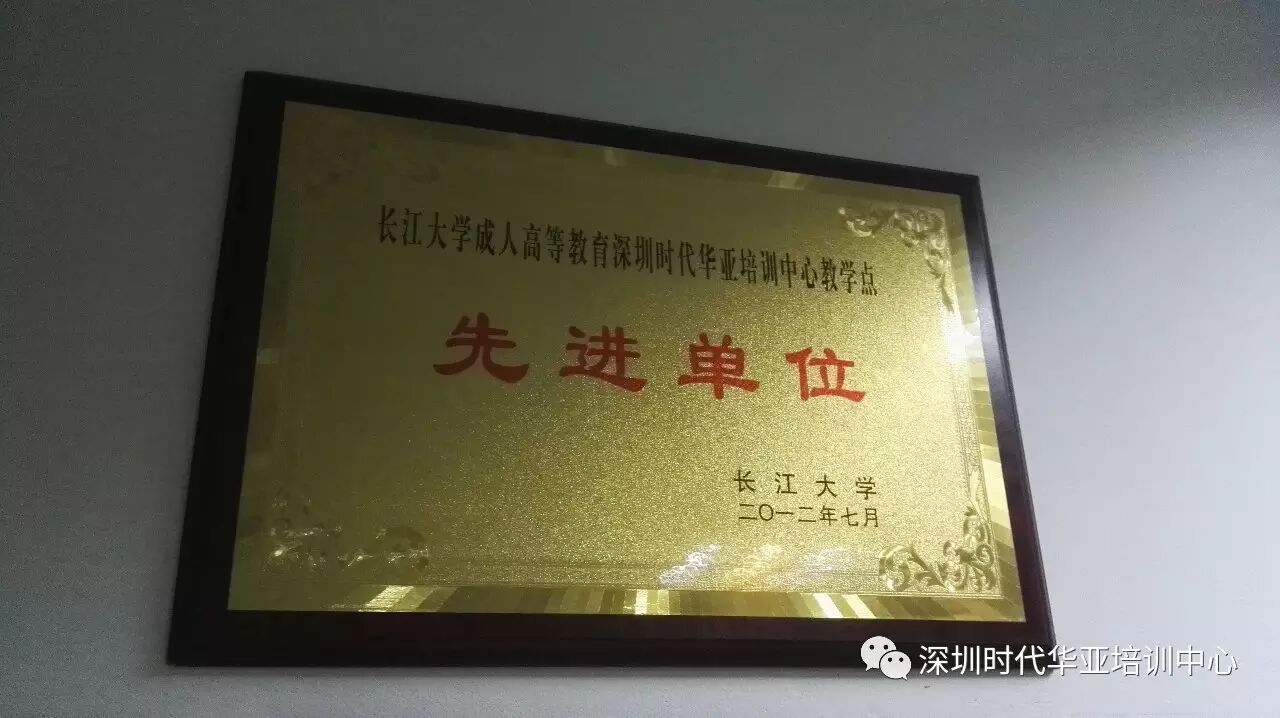 长江大学成人高等教育深圳时代华亚培训中心教学点
先进单位
长江大学
二〇一二年七月
深圳时代华亚培训中心